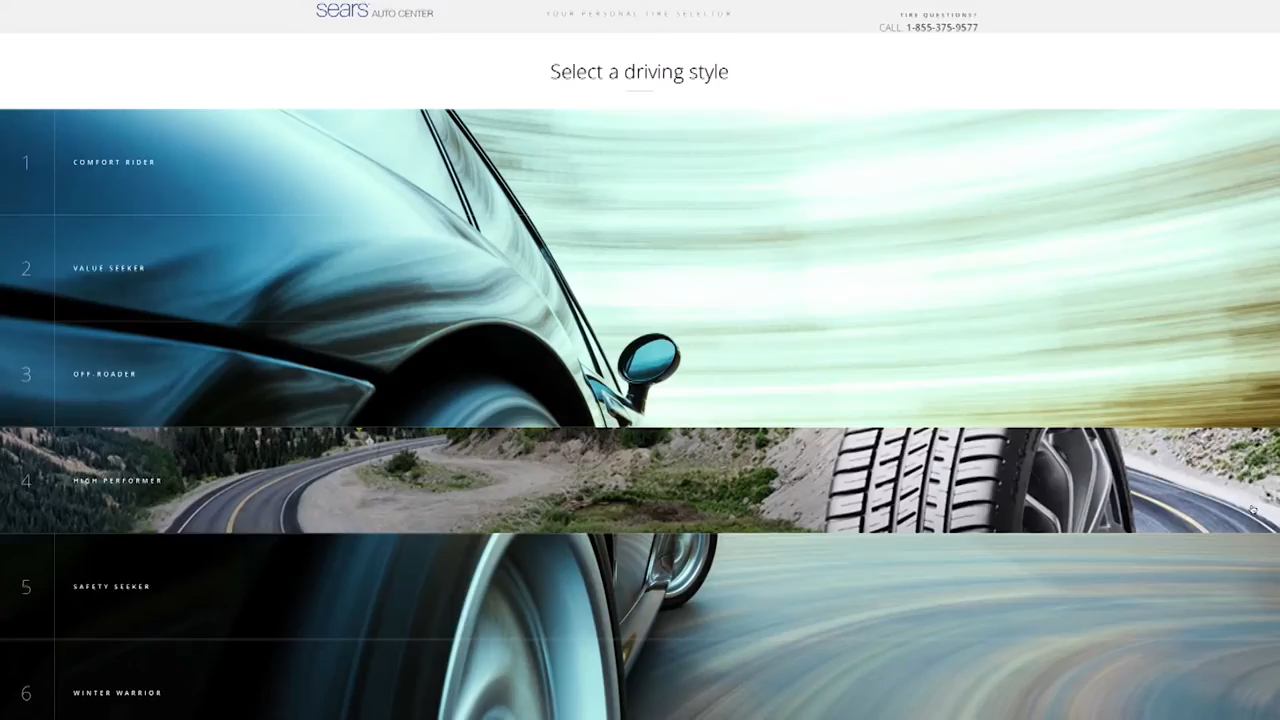 sears AUTO CENTER
YOUR PERSONAL TIRE SELECTOR
TIRE QUESTIONS?
CALL: 1-855-375-9577
Select a driving style
1 COMFORT RIDER
2 VALUE SEEKER
3 OFF-ROADER
4 HIGH PERFORMER
5 SAFETY SEEKER
6 WINTER WARRIOR